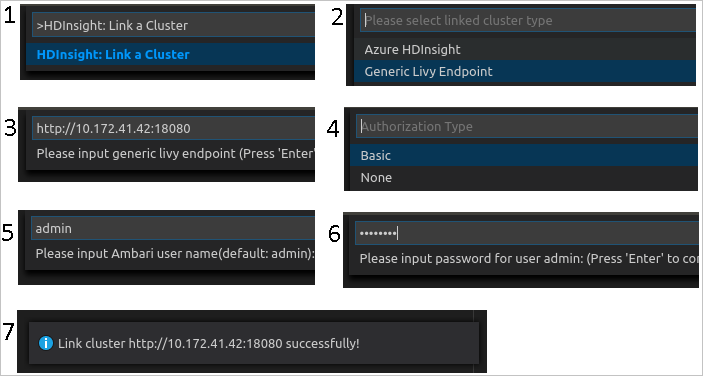 1
>HDInsight: Link a Cluster
HDInsight: Link a Cluster
2
Please select linked cluster type
Azure HDInsight
Generic Livy Endpoint
3
http://10.172.41.42:18080
Please input generic livy endpoint (Press 'Enter'
4
Authorization Type
Basic
None
5
admin
Please input Ambari user name(default: admin):
6
••••••••
Please input password for user admin: (Press 'Enter' to con
7
Link cluster http://10.172.41.42:18080 successfully!